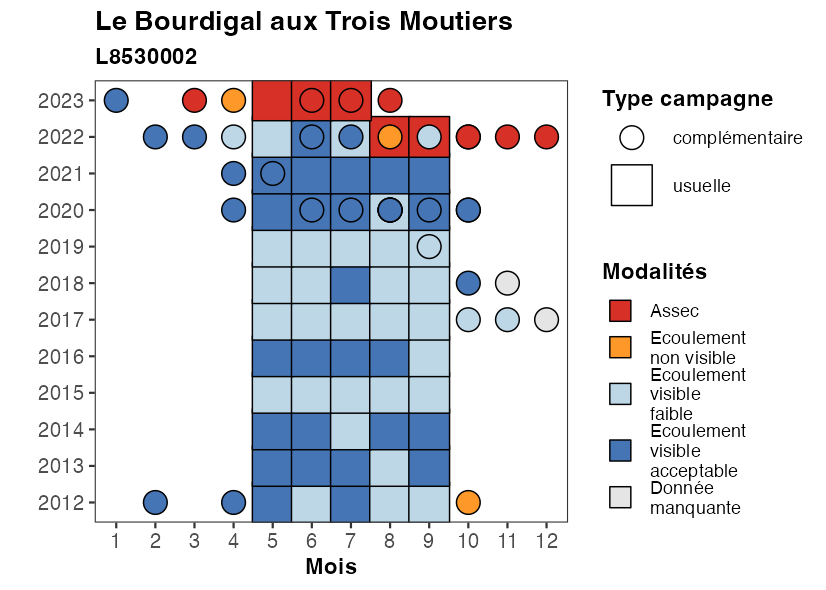 Le Bourdigal aux Trois Moutiers
L8530002
2023
2022
2021
2020
2019
2018
2017
2016
2015
2014
2013
2012
1 2 3 4 5 6 7 8 9 10 11 12
Mois
Type campagne
complémentaire
usuelle
Modalités
Assec
Ecoulement
non visible
Ecoulement
visible
faible
Ecoulement
visible
acceptable
Donnée
manquante